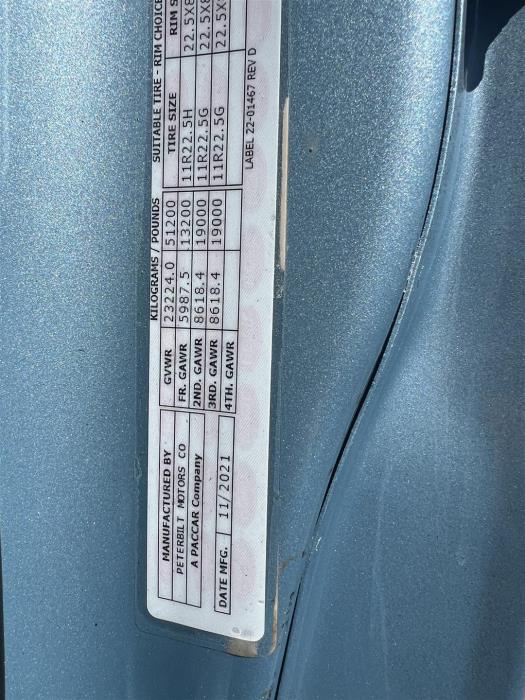 MANUFACTURED BY
PETERBILT MOTORS CO
A PACCAR Company
DATE MFG. 11/2021
KILOGRAMS / POUNDS
GVWR 23224.0 51200
FR. GAWR 5987.5 13200
2ND. GAWR 8618.4 19000
3RD. GAWR 8618.4 19000
4TH. GAWR
SUITABLE TIRE - RIM CHOICE
TIRE SIZE RIM S
11R22.5H 22.5X8
11R22.5G 22.5X8
11R22.5G 22.5X
LABEL 22-01467 REV D